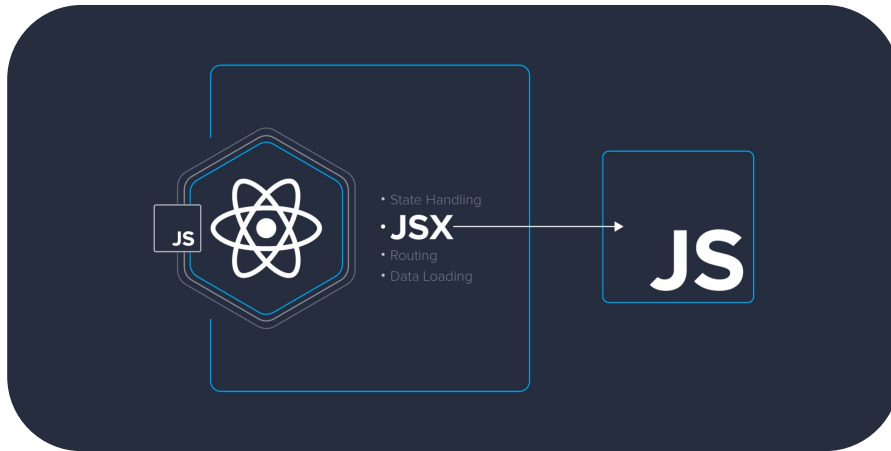 JS
• State Handling
• JSX
• Routing
• Data Loading
JS